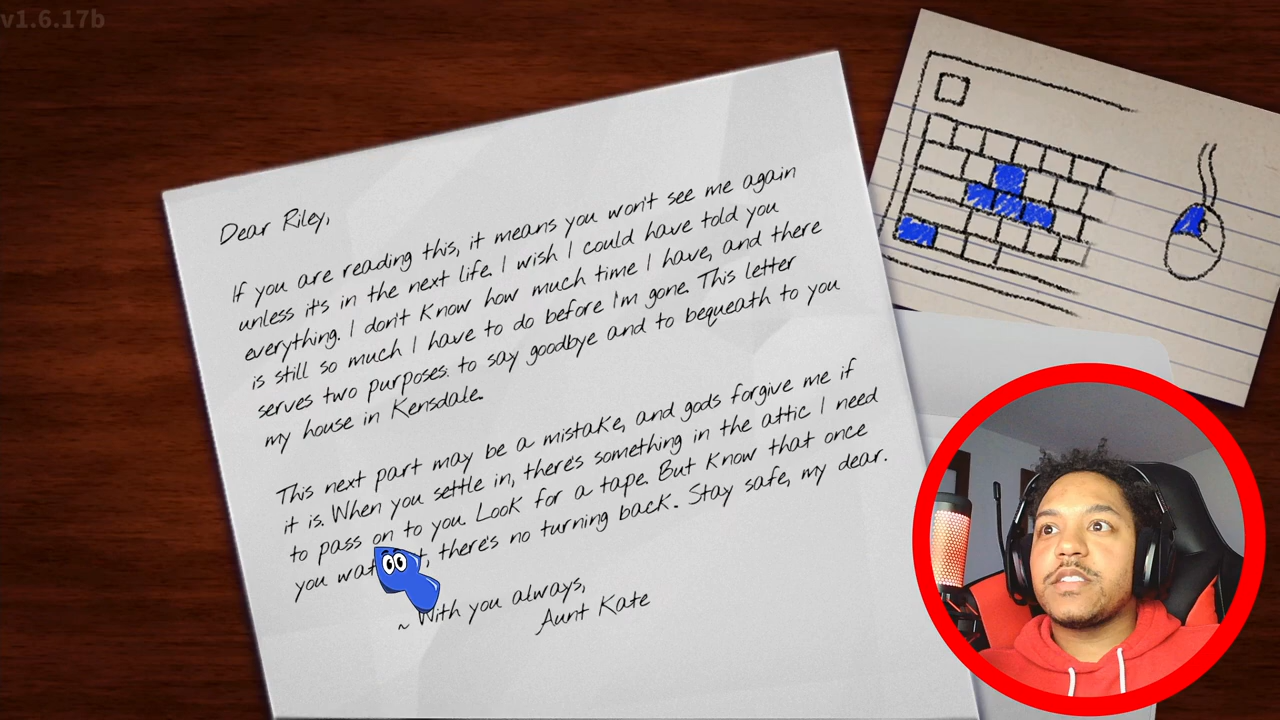 v1.6.17b
Dear Riley,
If you are reading this, it means you won't see me again
unless it's in the next life. I wish I could have told you
everything. I don't know how much time I have, and there
is still so much I have to do before I'm gone. This letter
serves two purposes: to say goodbye and to bequeath to you
my house in Kensdale.
This next part may be a mistake, and gods forgive me if
it is. When you settle in, there's something in the attic I need
to pass on to you. Look for a tape. But know that once
you there's no turning back. Stay safe, my dear.
~ With you always,
Aunt Kate